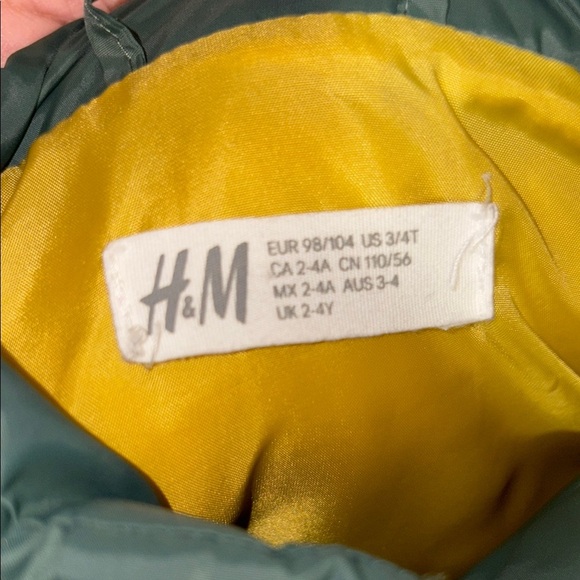 H&M
EUR 98/104 US 3/4T
CA 2-4A CN 110/56
MX 2-4A AUS 3-4
UK 2-4Y